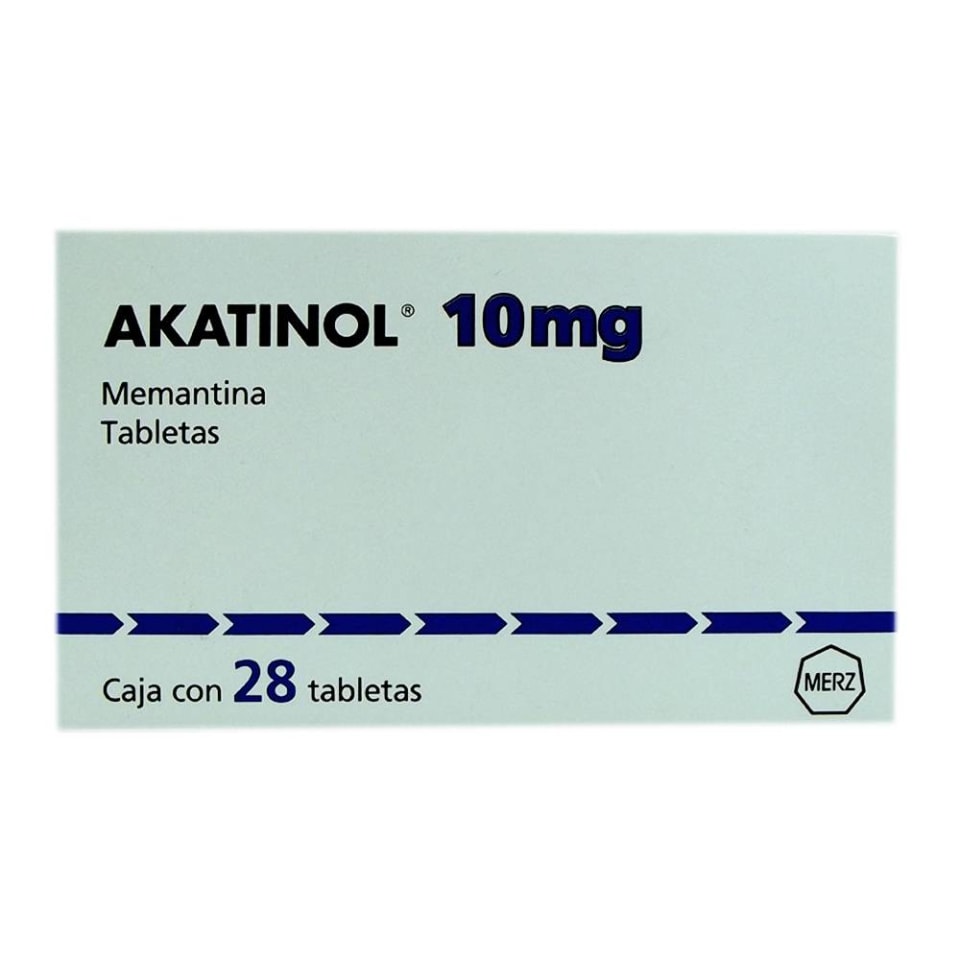 AKATINOL® 10mg
Memantina
Tabletas
Caja con 28 tabletas
MERZ